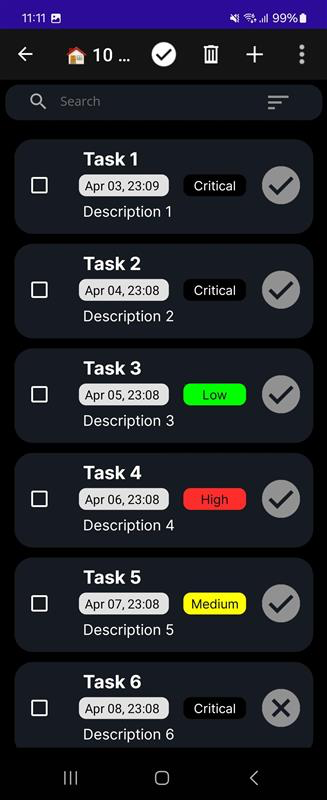 11:11 99%
10 ...
Search
Task 1
Apr 03, 23:09 Critical
Description 1
Task 2
Apr 04, 23:08 Critical
Description 2
Task 3
Apr 05, 23:08 Low
Description 3
Task 4
Apr 06, 23:08 High
Description 4
Task 5
Apr 07, 23:08 Medium
Description 5
Task 6
Apr 08, 23:08 Critical
Description 6